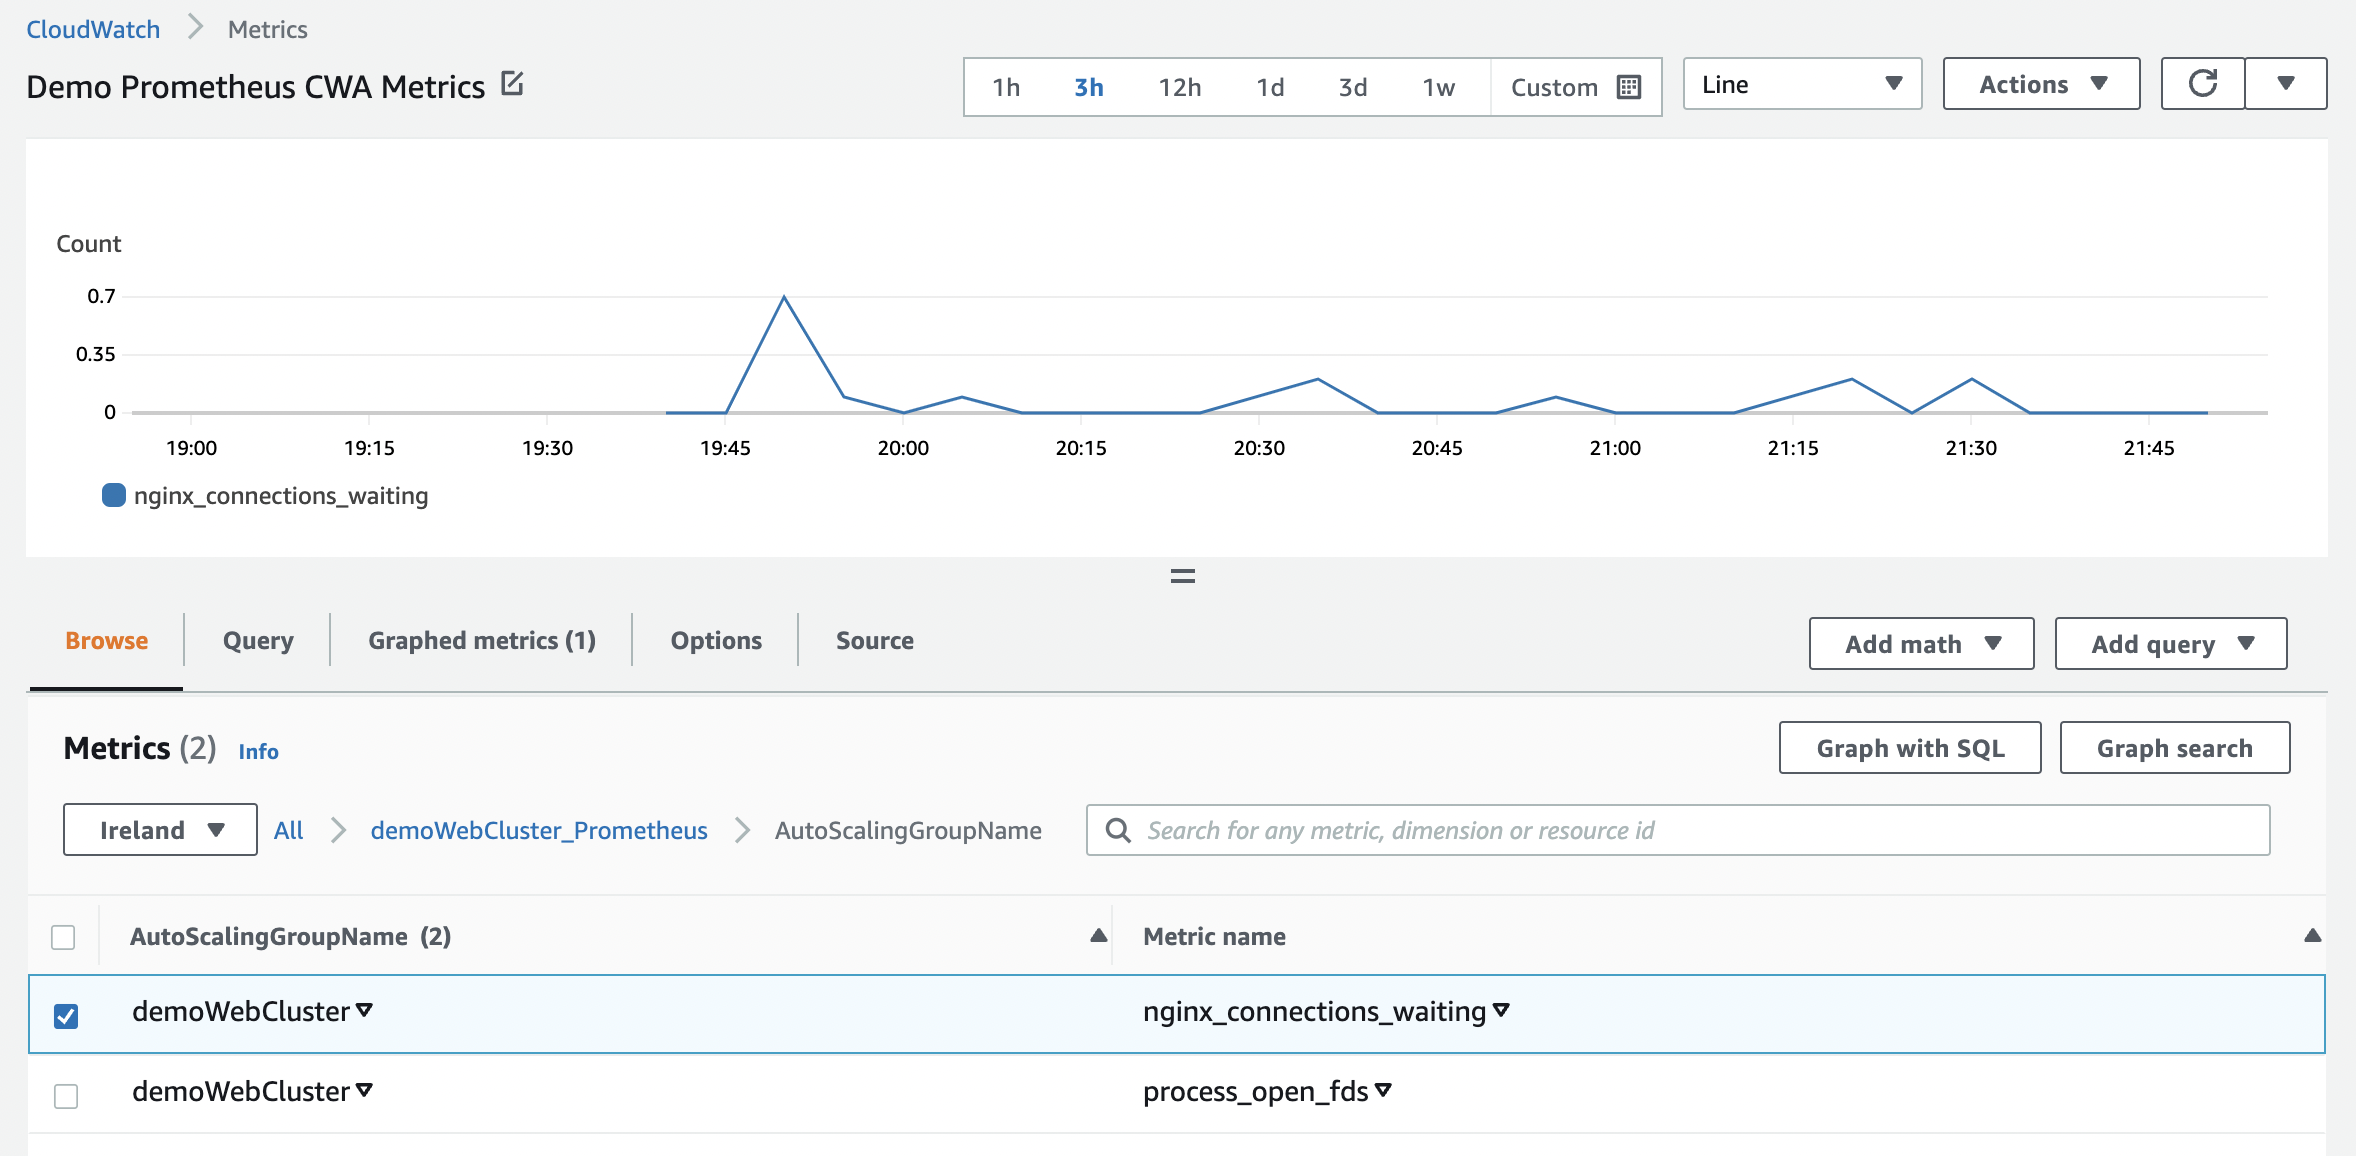 CloudWatch > Metrics
Demo Prometheus CWA Metrics
1h 3h 12h 1d 3d 1w Custom
Line
Actions
Count
0.7
0.35
0
19:00 19:15 19:30 19:45 20:00 20:15 20:30 20:45 21:00 21:15 21:30 21:45
nginx_connections_waiting
Browse Query Graphed metrics (1) Options Source
Add math Add query
Metrics (2) Info
Graph with SQL Graph search
Ireland All > demoWebCluster_Prometheus > AutoScalingGroupName
Search for any metric, dimension or resource id
AutoScalingGroupName (2) Metric name
demoWebCluster nginx_connections_waiting
demoWebCluster process_open_fds